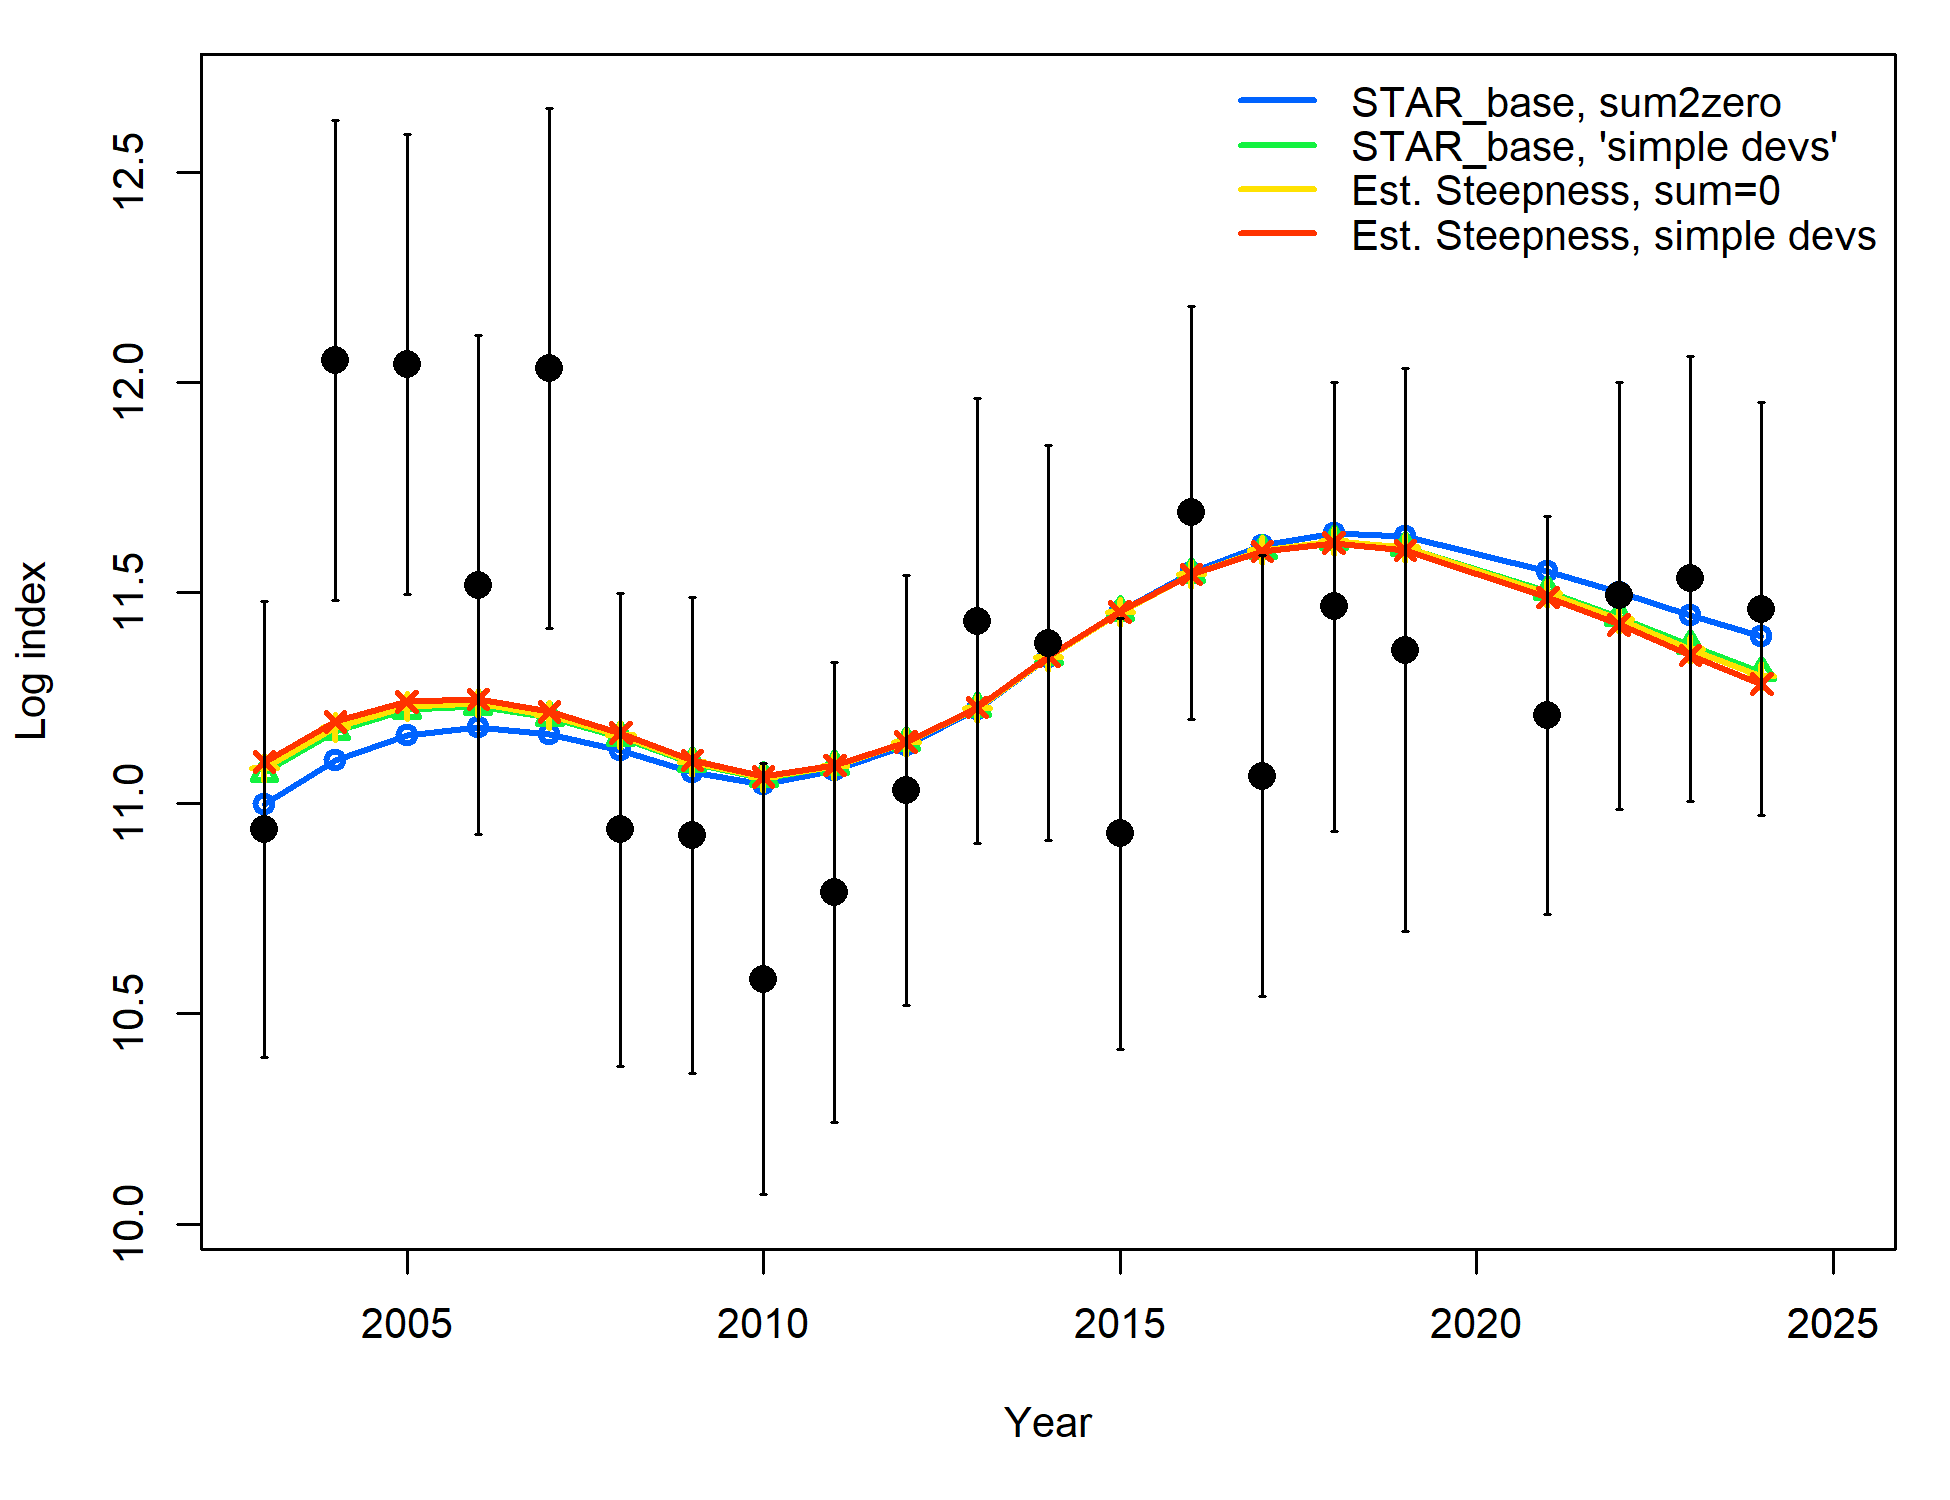 STAR_base, sum2zero
STAR_base, 'simple devs'
Est. Steepness, sum=0
Est. Steepness, simple devs
Log index
12.5
12.0
11.5
11.0
10.5
10.0
2005 2010 2015 2020 2025
Year